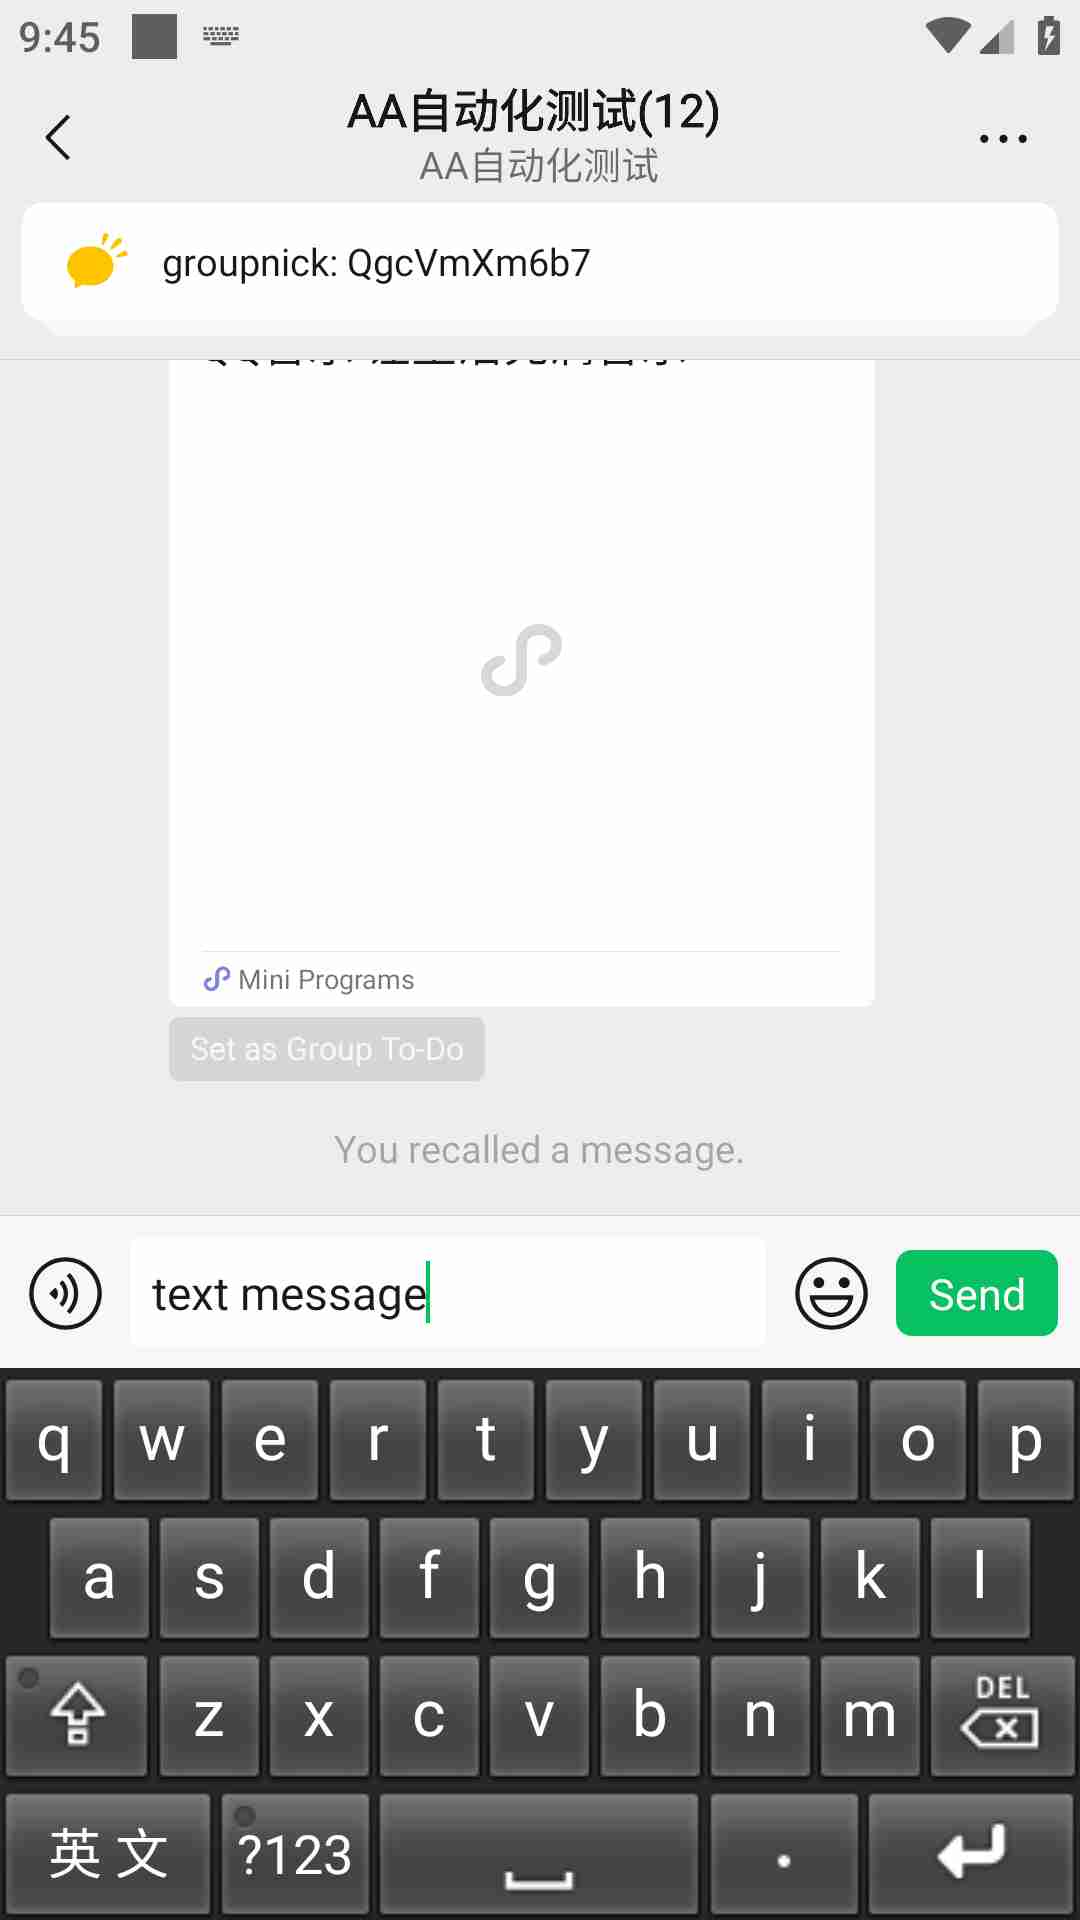 9:45
AA自动化测试(12)
AA自动化测试
groupnick: QgcVmXm6b7
Mini Programs
Set as Group To-Do
You recalled a message.
text message
Send
q w e r t y u i o p
a s d f g h j k l
z x c v b n m DEL
英文 ?123 .